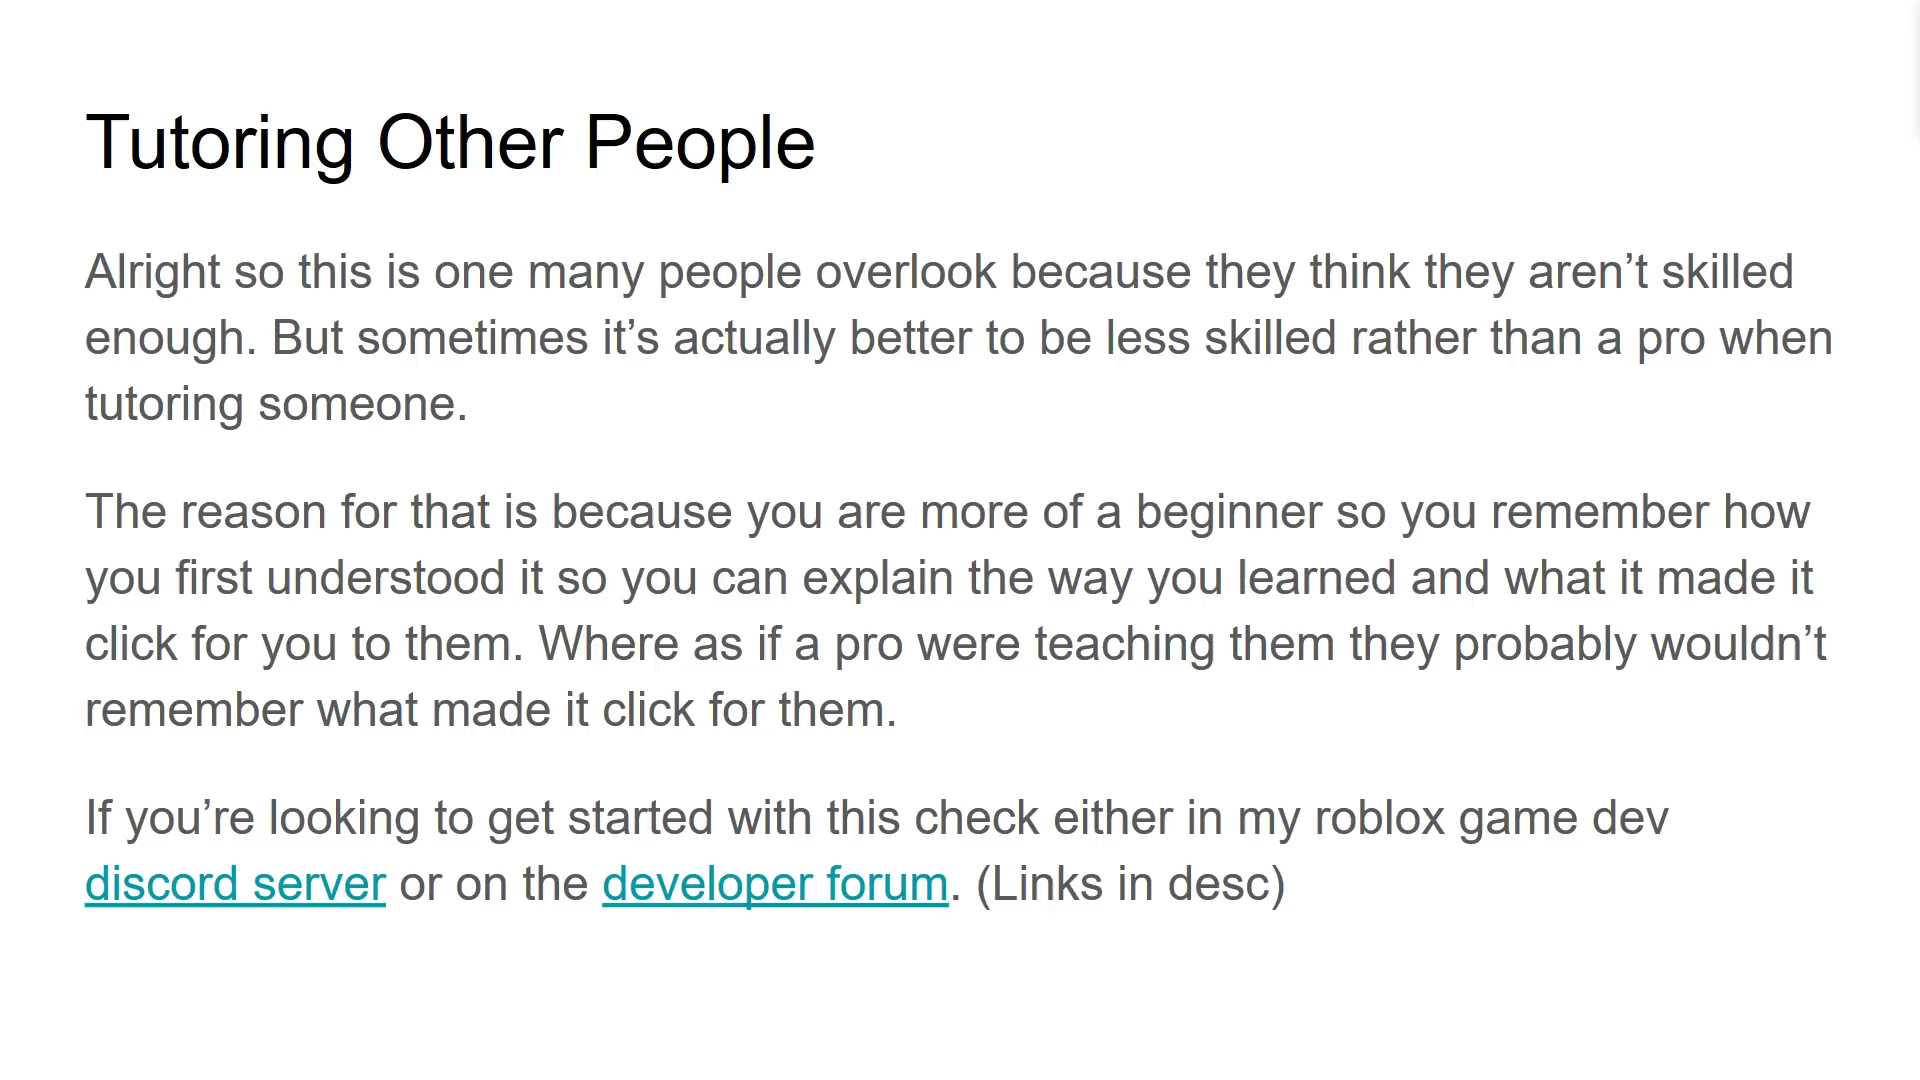 Tutoring Other People
Alright so this is one many people overlook because they think they aren’t skilled
enough. But sometimes it’s actually better to be less skilled rather than a pro when
tutoring someone.
The reason for that is because you are more of a beginner so you remember how
you first understood it so you can explain the way you learned and what it made it
click for you to them. Where as if a pro were teaching them they probably wouldn’t
remember what made it click for them.
If you’re looking to get started with this check either in my roblox game dev
discord server or on the developer forum. (Links in desc)